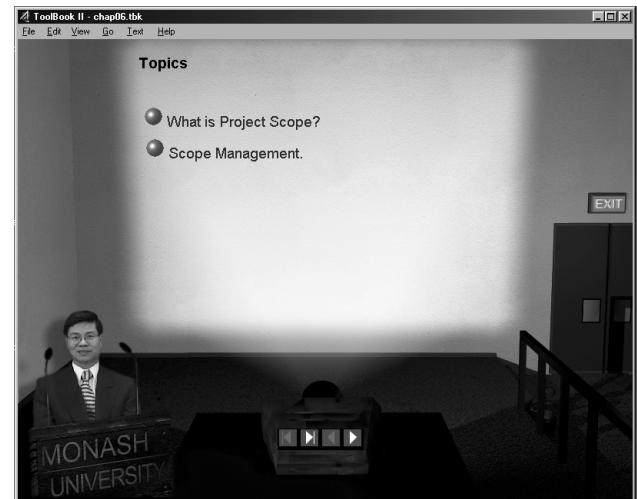 ToolBook II - chap06.tbk
File Edit View Go Text Help
Topics
What is Project Scope?
Scope Management.
EXIT
MONASH
UNIVERSITY